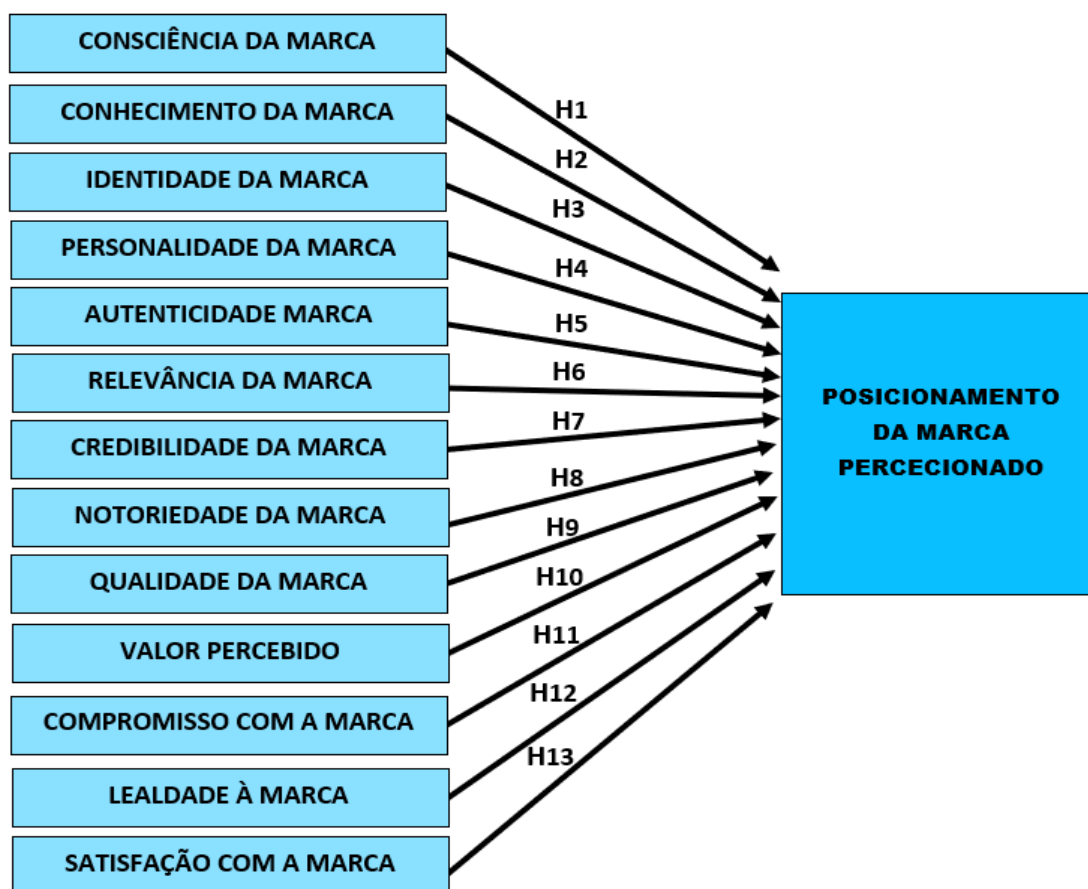 CONSCIÊNCIA DA MARCA
CONHECIMENTO DA MARCA
IDENTIDADE DA MARCA
PERSONALIDADE DA MARCA
AUTENTICIDADE MARCA
RELEVÂNCIA DA MARCA
CREDIBILIDADE DA MARCA
NOTORIEDADE DA MARCA
QUALIDADE DA MARCA
VALOR PERCEBIDO
COMPROMISSO COM A MARCA
LEALDADE À MARCA
SATISFAÇÃO COM A MARCA
H1
H2
H3
H4
H5
H6
H7
H8
H9
H10
H11
H12
H13
POSICIONAMENTO
DA MARCA
PERCECIONADO